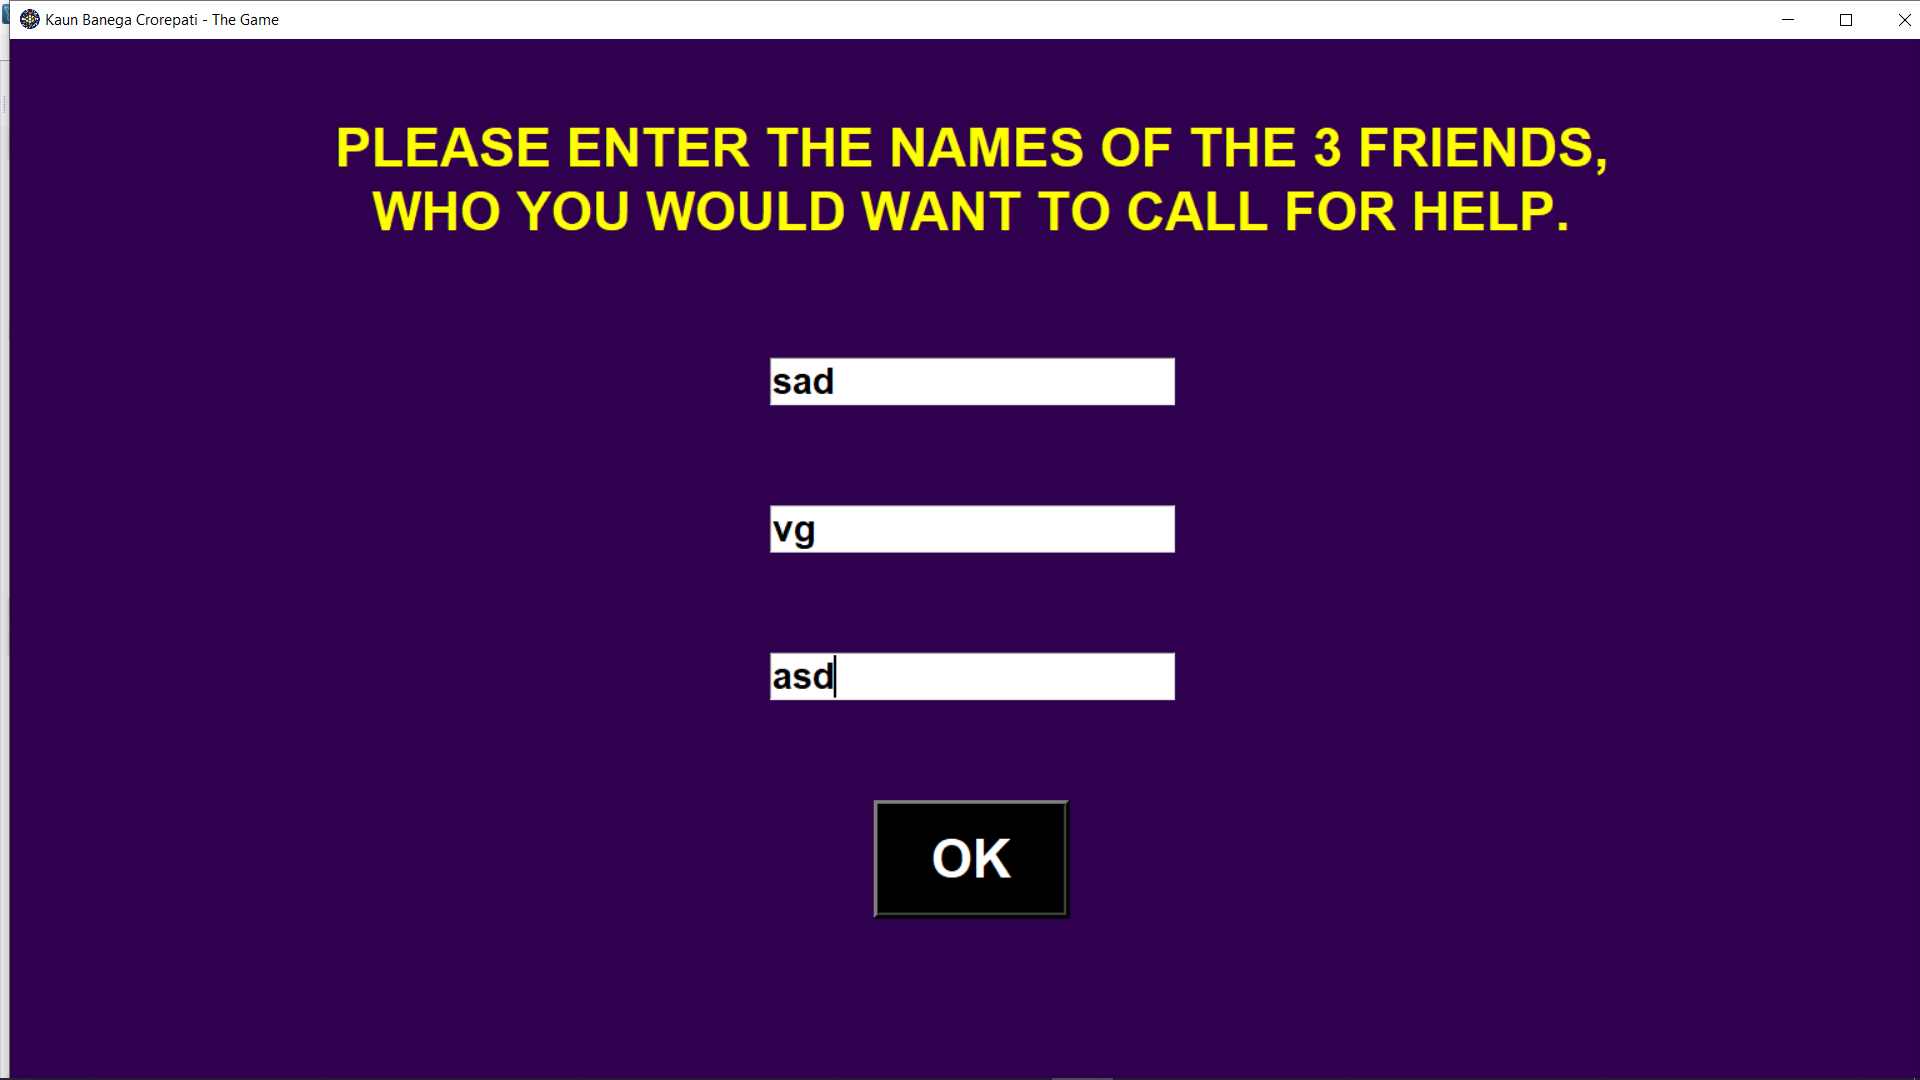 Kaun Banega Crorepati - The Game
PLEASE ENTER THE NAMES OF THE 3 FRIENDS,
WHO YOU WOULD WANT TO CALL FOR HELP.
sad
vg
asd
OK